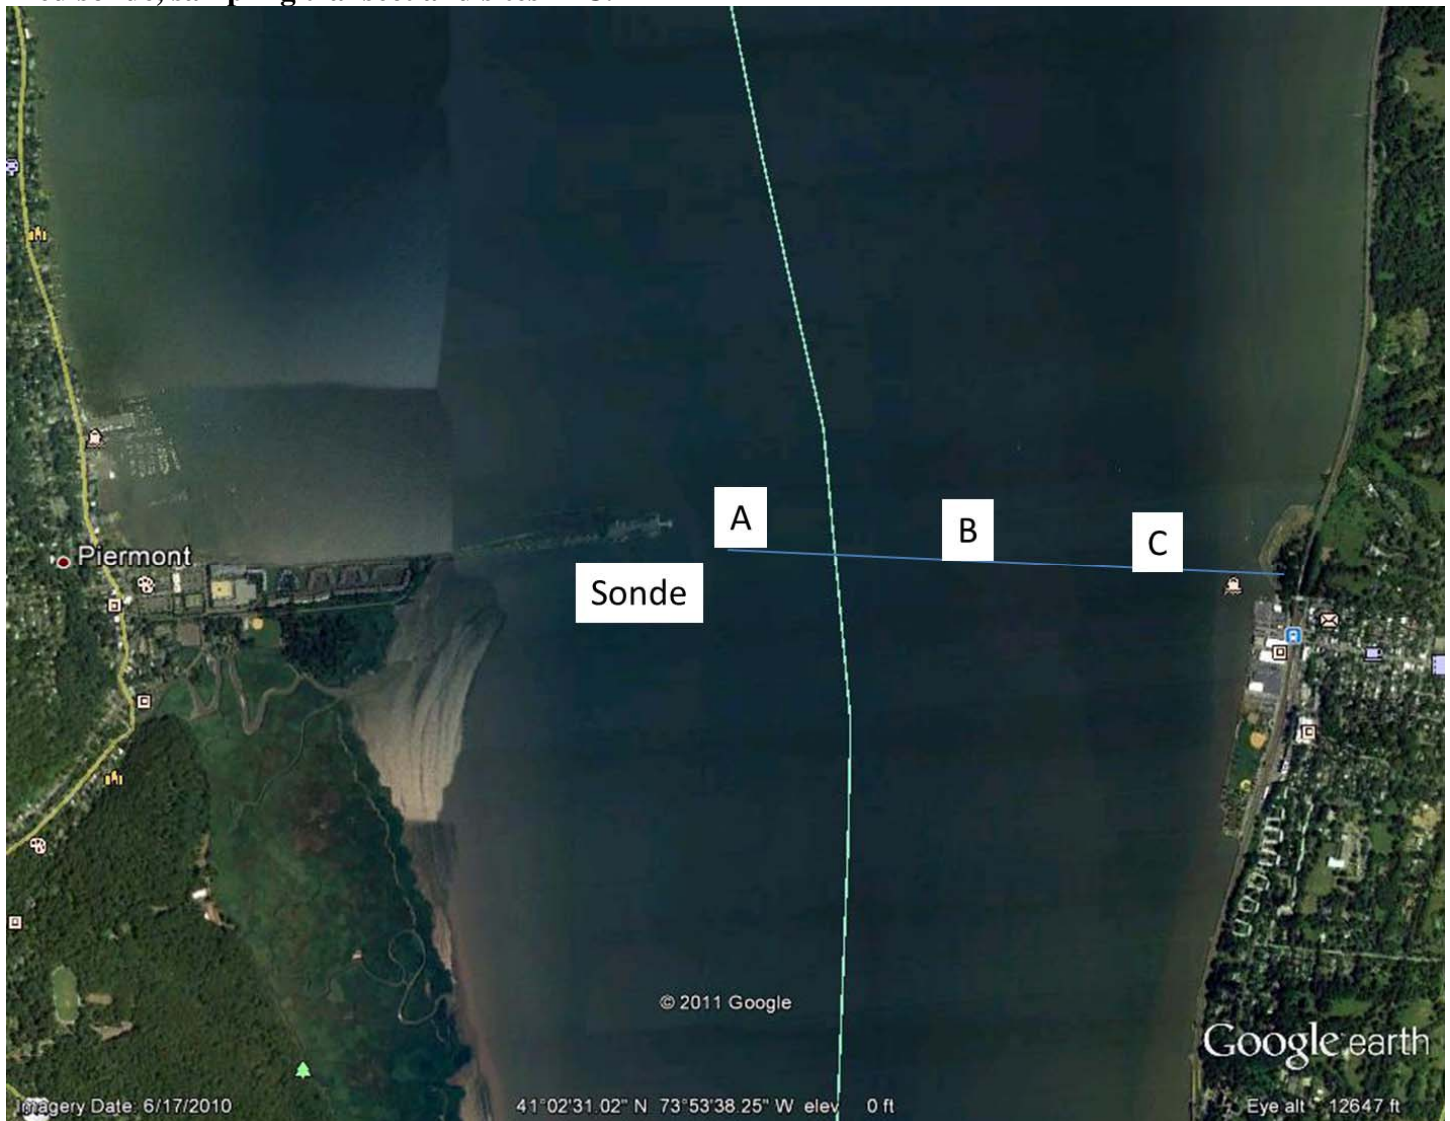 A
B
C
Piermont
Sonde
© 2011 Google
Google earth
Imagery Date: 6/17/2010
41°02'31.02" N 73°53'38.25" W elev 0 ft
Eye alt 12647 ft